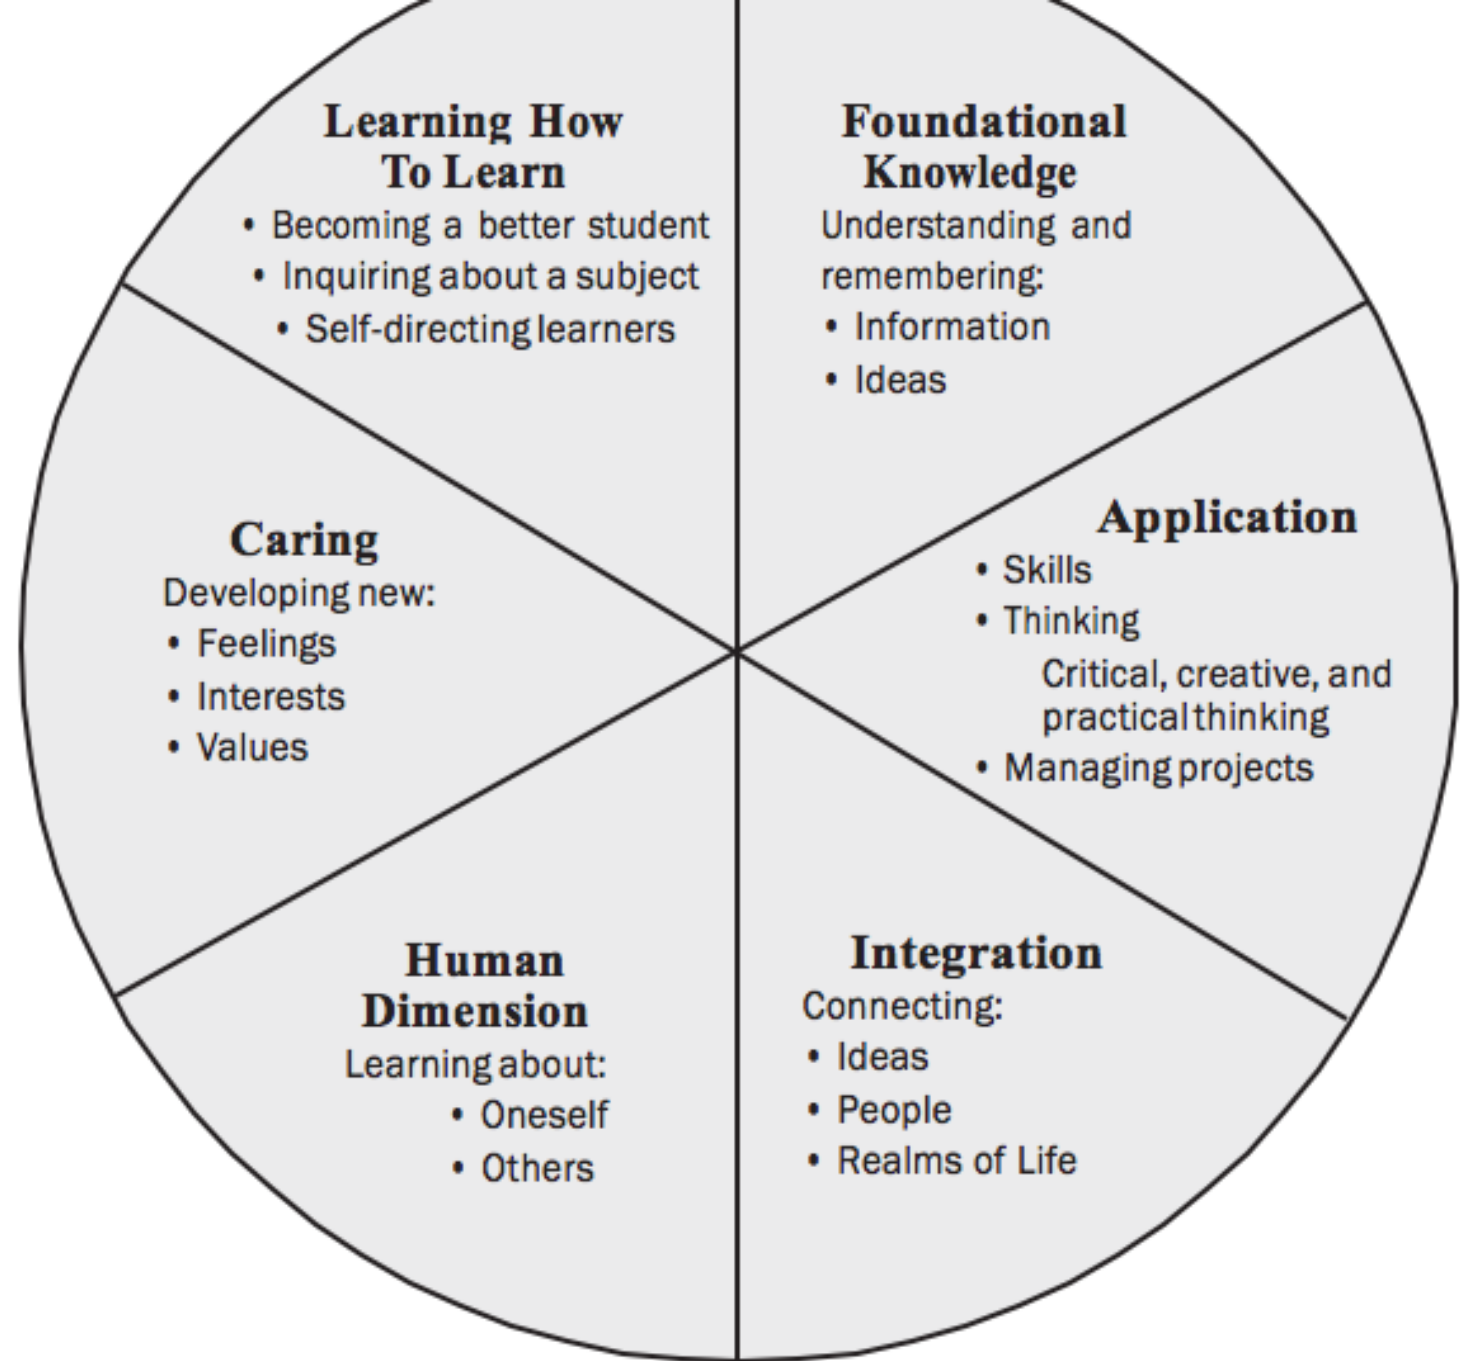 Learning How
To Learn
• Becoming a better student
• Inquiring about a subject
• Self-directing learners
Foundational
Knowledge
Understanding and
remembering:
• Information
• Ideas
Application
• Skills
• Thinking
Critical, creative, and
practical thinking
• Managing projects
Integration
Connecting:
• Ideas
• People
• Realms of Life
Human
Dimension
Learning about:
• Oneself
• Others
Caring
Developing new:
• Feelings
• Interests
• Values